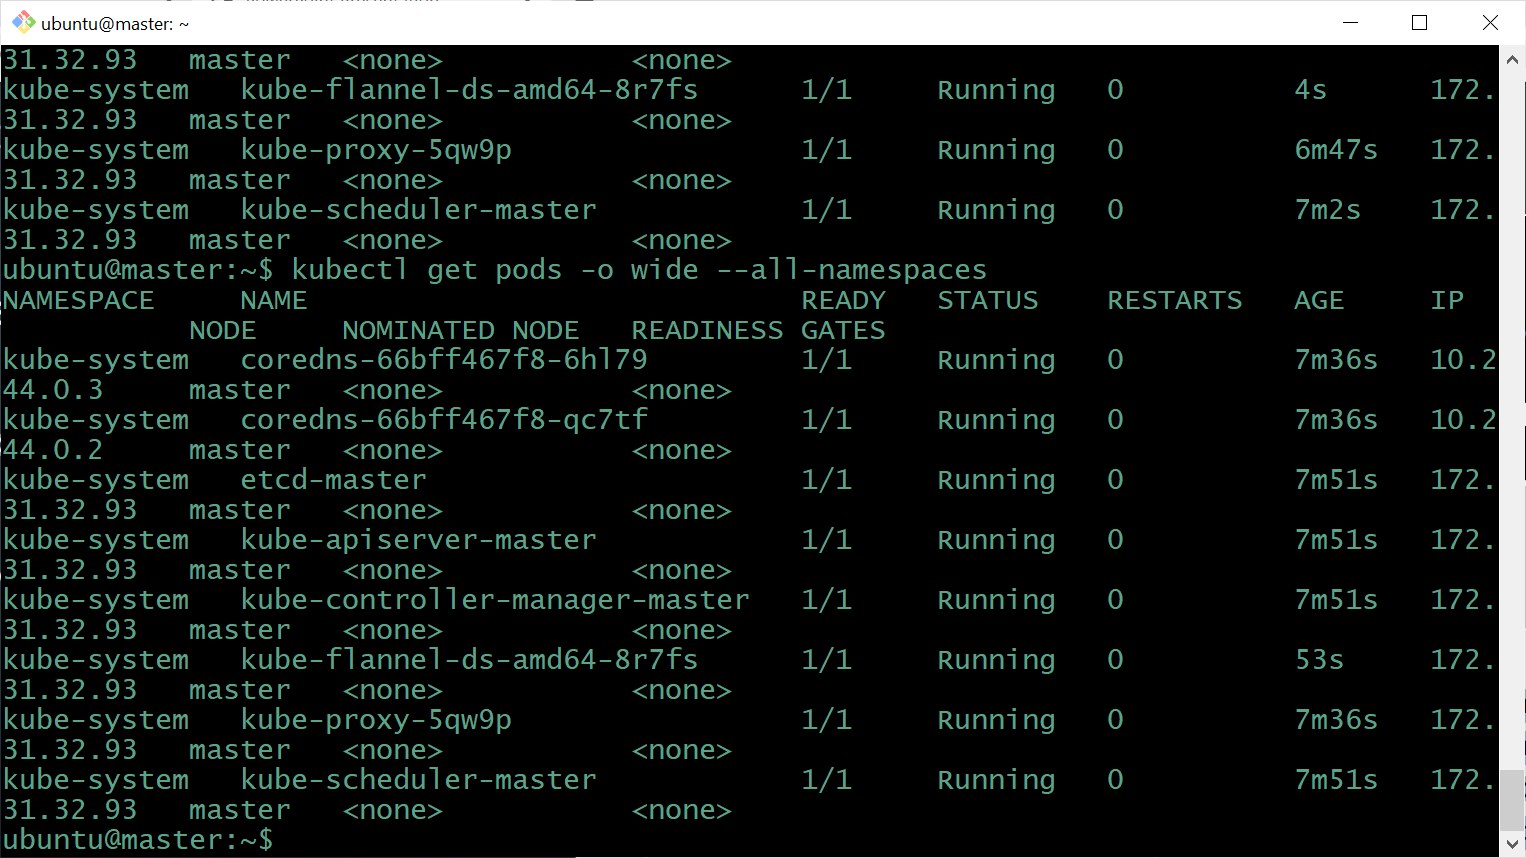 ubuntu@master: ~
31.32.93   master   <none>           <none>
kube-system   kube-flannel-ds-amd64-8r7fs      1/1     Running   0          4s      172.
31.32.93   master   <none>           <none>
kube-system   kube-proxy-5qw9p                 1/1     Running   0          6m47s   172.
31.32.93   master   <none>           <none>
kube-system   kube-scheduler-master            1/1     Running   0          7m2s    172.
31.32.93   master   <none>           <none>
ubuntu@master:~$ kubectl get pods -o wide --all-namespaces
NAMESPACE     NAME                             READY   STATUS    RESTARTS   AGE     IP
           NODE     NOMINATED NODE   READINESS GATES
kube-system   coredns-66bff467f8-6hl79         1/1     Running   0          7m36s   10.2
44.0.3     master   <none>           <none>
kube-system   coredns-66bff467f8-qc7tf         1/1     Running   0          7m36s   10.2
44.0.2     master   <none>           <none>
kube-system   etcd-master                      1/1     Running   0          7m51s   172.
31.32.93   master   <none>           <none>
kube-system   kube-apiserver-master            1/1     Running   0          7m51s   172.
31.32.93   master   <none>           <none>
kube-system   kube-controller-manager-master   1/1     Running   0          7m51s   172.
31.32.93   master   <none>           <none>
kube-system   kube-flannel-ds-amd64-8r7fs      1/1     Running   0          53s     172.
31.32.93   master   <none>           <none>
kube-system   kube-proxy-5qw9p                 1/1     Running   0          7m36s   172.
31.32.93   master   <none>           <none>
kube-system   kube-scheduler-master            1/1     Running   0          7m51s   172.
31.32.93   master   <none>           <none>
ubuntu@master:~$